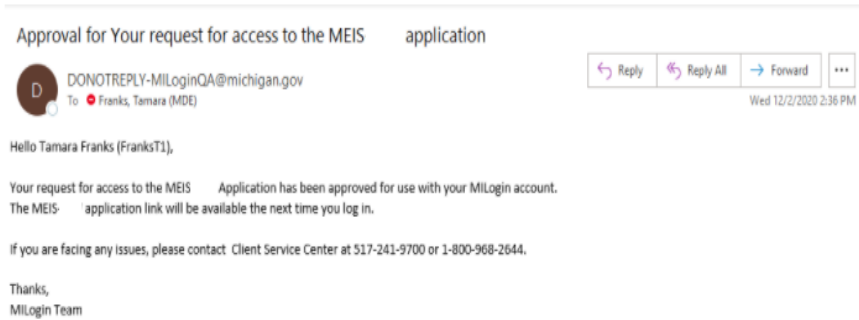 Approval for Your request for access to the MEIS application
D
DONOTREPLY-MILoginQA@michigan.gov
To Franks, Tamara (MDE)
Reply
Reply All
Forward
...
Wed 12/2/2020 2:36 PM
Hello Tamara Franks (FranksT1),
Your request for access to the MEIS Application has been approved for use with your MILogin account.
The MEIS- application link will be available the next time you log in.
If you are facing any issues, please contact Client Service Center at 517-241-9700 or 1-800-968-2644.
Thanks,
MILogin Team